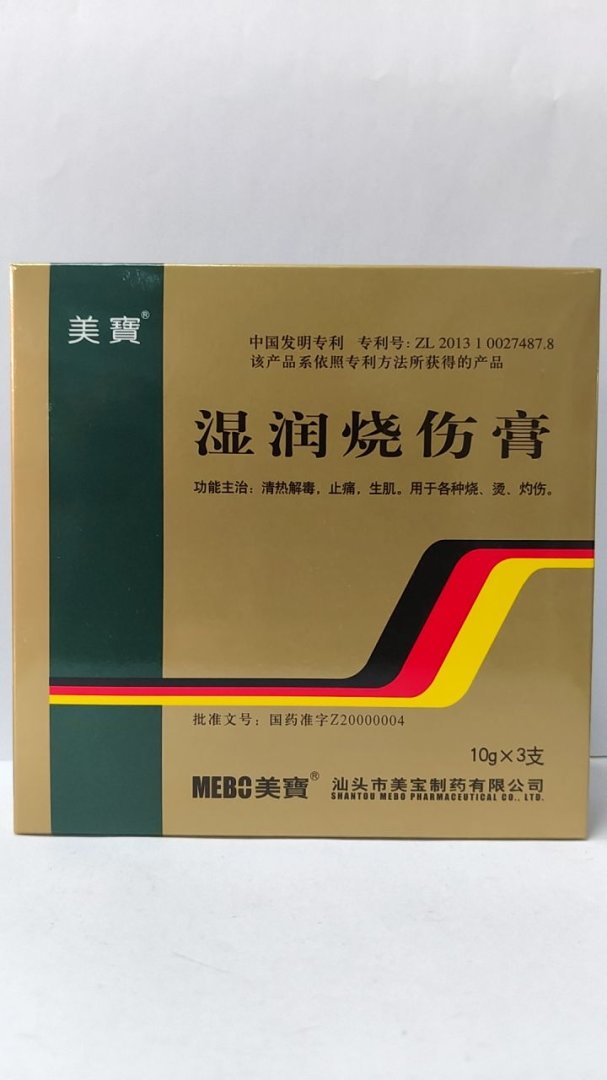 美寶®
中国发明专利 专利号：ZL 2013 1 0027487.8
该产品系依照专利方法所获得的产品
湿润烧伤膏
功能主治：清热解毒，止痛，生肌。用于各种烧、烫、灼伤。
批准文号：国药准字Z20000004
10g×3支
MEBO美寶® 汕头市美宝制药有限公司
SHANTOU MEBO PHARMACEUTICAL CO., LTD.